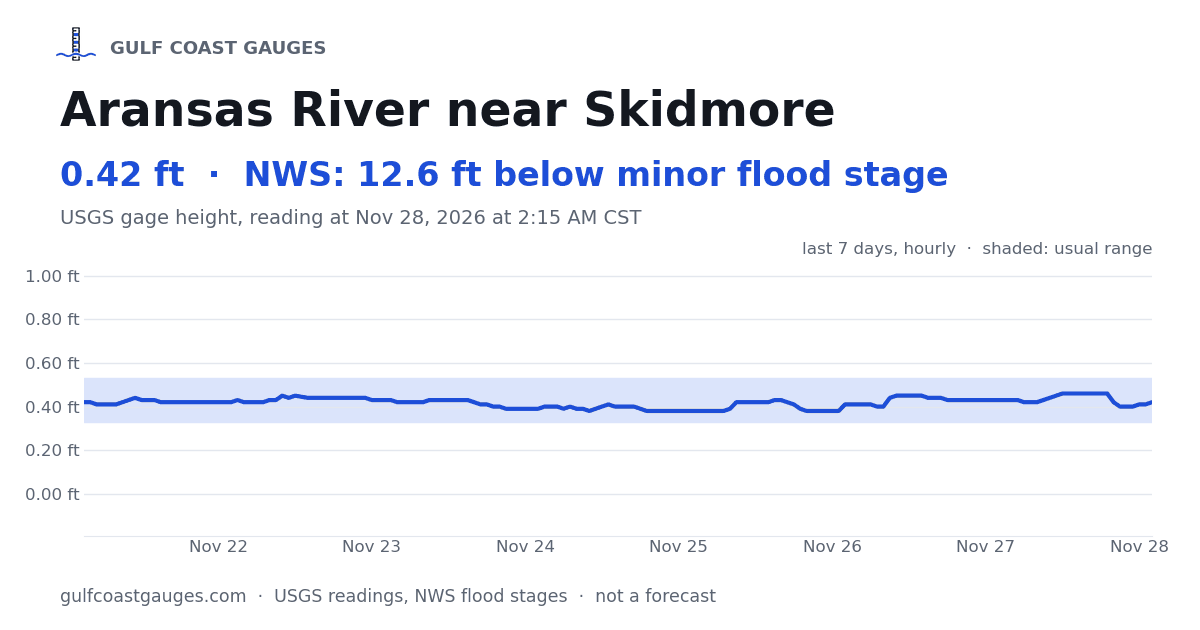 GULF COAST GAUGES
Aransas River near Skidmore
0.42 ft · NWS: 12.6 ft below minor flood stage
USGS gage height, reading at Nov 28, 2026 at 2:15 AM CST
last 7 days, hourly · shaded: usual range
1.00 ft
0.80 ft
0.60 ft
0.40 ft
0.20 ft
0.00 ft
Nov 22 Nov 23 Nov 24 Nov 25 Nov 26 Nov 27 Nov 28
gulfcoastgauges.com · USGS readings, NWS flood stages · not a forecast